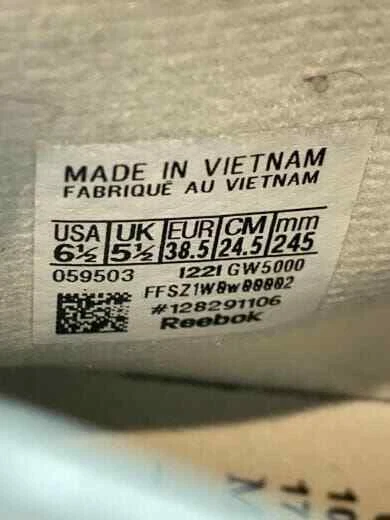 MADE IN VIETNAM
FABRIQUÉ AU VIETNAM
USA UK EUR CM mm
6½ 5½ 38.5 24.5 245
059503 1221 GW5000
#128291106
Reebok